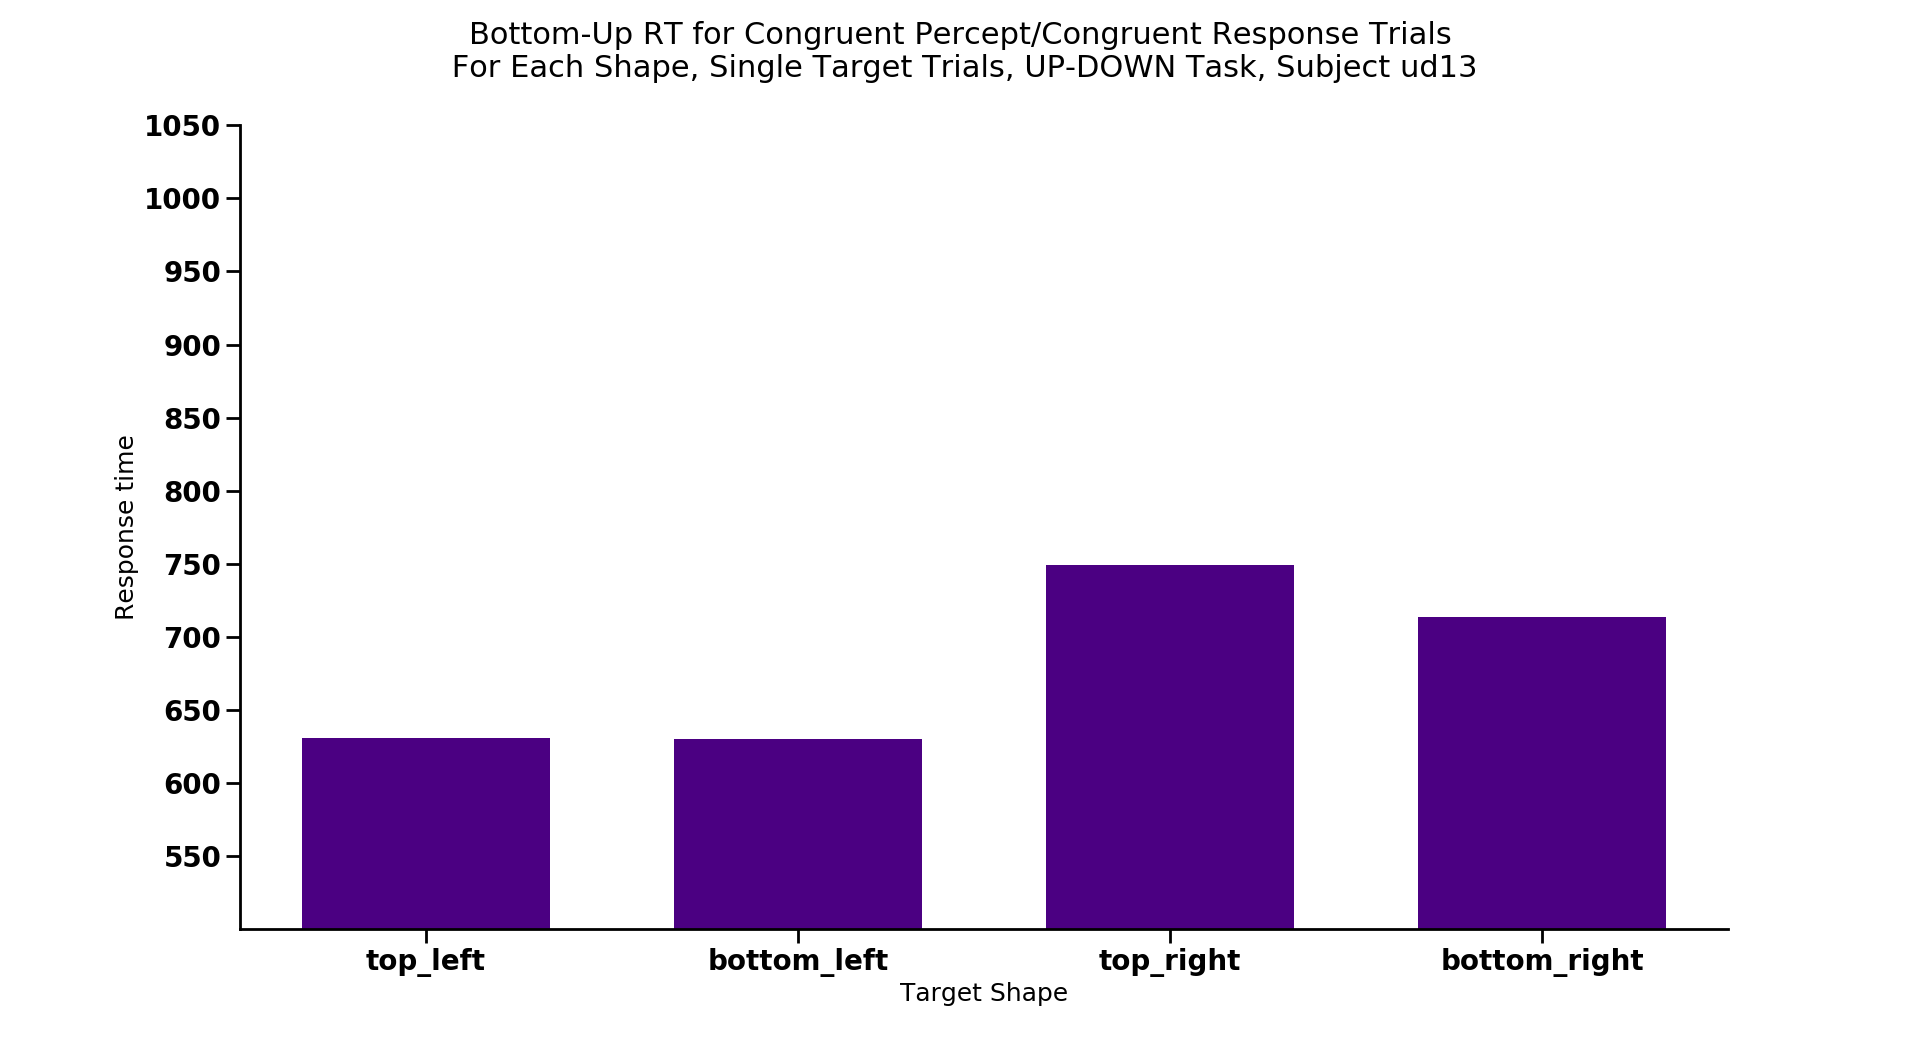 Bottom-Up RT for Congruent Percept/Congruent Response Trials
For Each Shape, Single Target Trials, UP-DOWN Task, Subject ud13
1050
1000
950
900
850
800
750
700
650
600
550
Response time
top_left
bottom_left
top_right
bottom_right
Target Shape